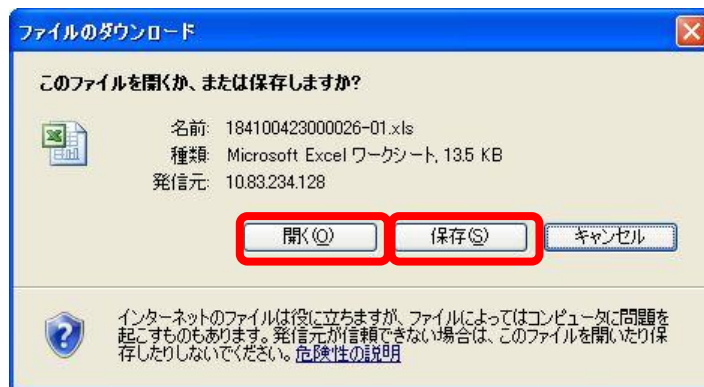 ファイルのダウンロード
このファイルを開くか、または保存しますか?
名前: 184100423000026-01.xls
種類: Microsoft Excel ワークシート, 13.5 KB
発信元: 10.83.234.128
開く(O) 保存(S) キャンセル
インターネットのファイルは役に立ちますが、ファイルによってはコンピュータに問題を
起こすものもあります。発信元が信頼できない場合は、このファイルを開いたり保
存したりしないでください。危険性の説明